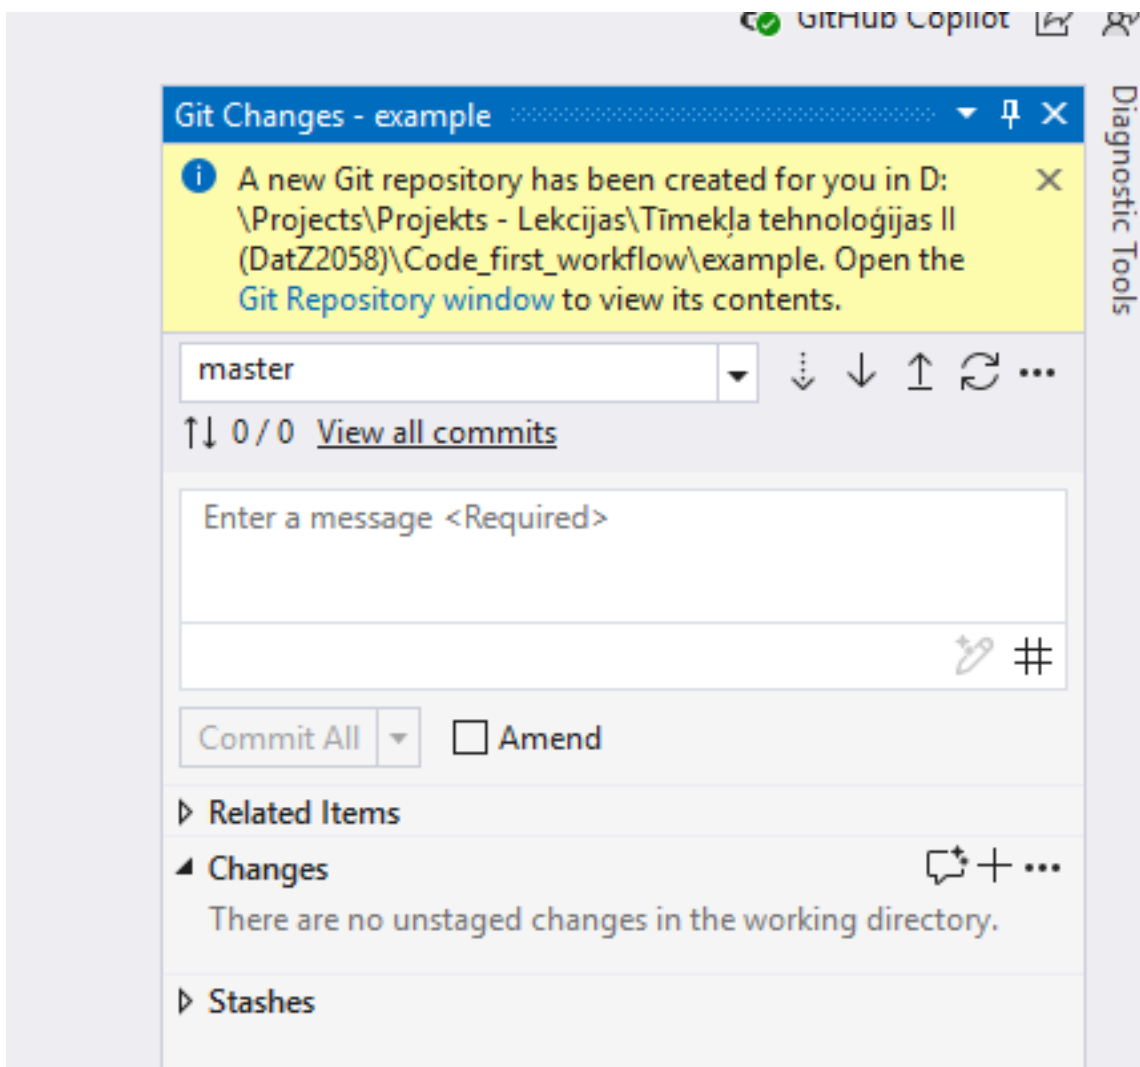 GitHub Copilot
Git Changes - example
A new Git repository has been created for you in D:
\Projects\Projekts - Lekcijas\Tīmekļa tehnoloģijas II
(DatZ2058)\Code_first_workflow\example. Open the
Git Repository window to view its contents.
master
0 / 0 View all commits
Enter a message <Required>
Commit All
Amend
Related Items
Changes
There are no unstaged changes in the working directory.
Stashes
Diagnostic Tools